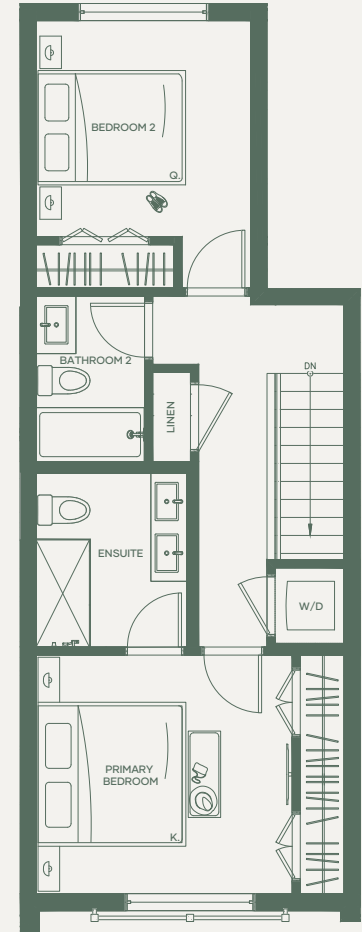 BEDROOM 2
Q.
BATHROOM 2
DN
LINEN
ENSUITE
W/D
PRIMARY
BEDROOM
K.